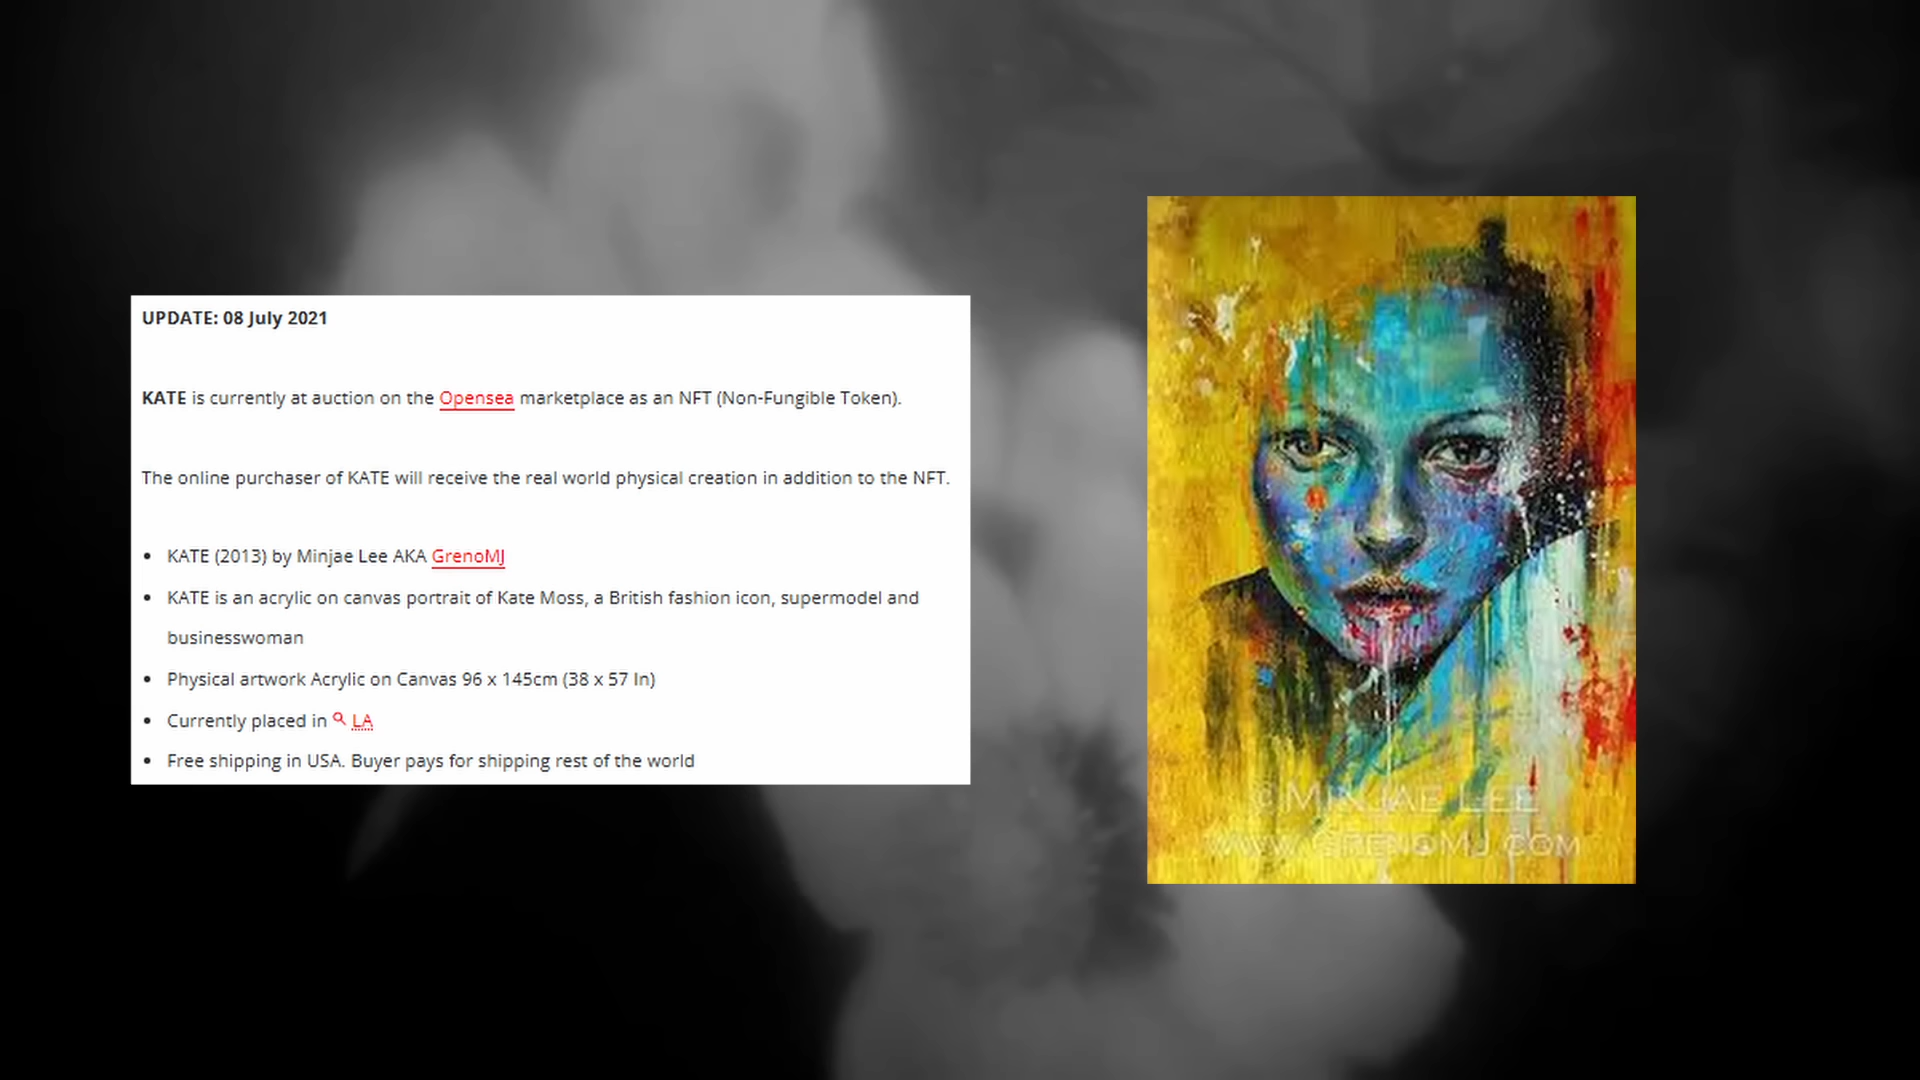 UPDATE: 08 July 2021
KATE is currently at auction on the Opensea marketplace as an NFT (Non-Fungible Token).
The online purchaser of KATE will receive the real world physical creation in addition to the NFT.
• KATE (2013) by Minjae Lee AKA GrenoMJ
• KATE is an acrylic on canvas portrait of Kate Moss, a British fashion icon, supermodel and
businesswoman
• Physical artwork Acrylic on Canvas 96 x 145cm (38 x 57 In)
• Currently placed in LA
• Free shipping in USA. Buyer pays for shipping rest of the world
© MINJAE LEE
WWW.GRENOMJ.COM